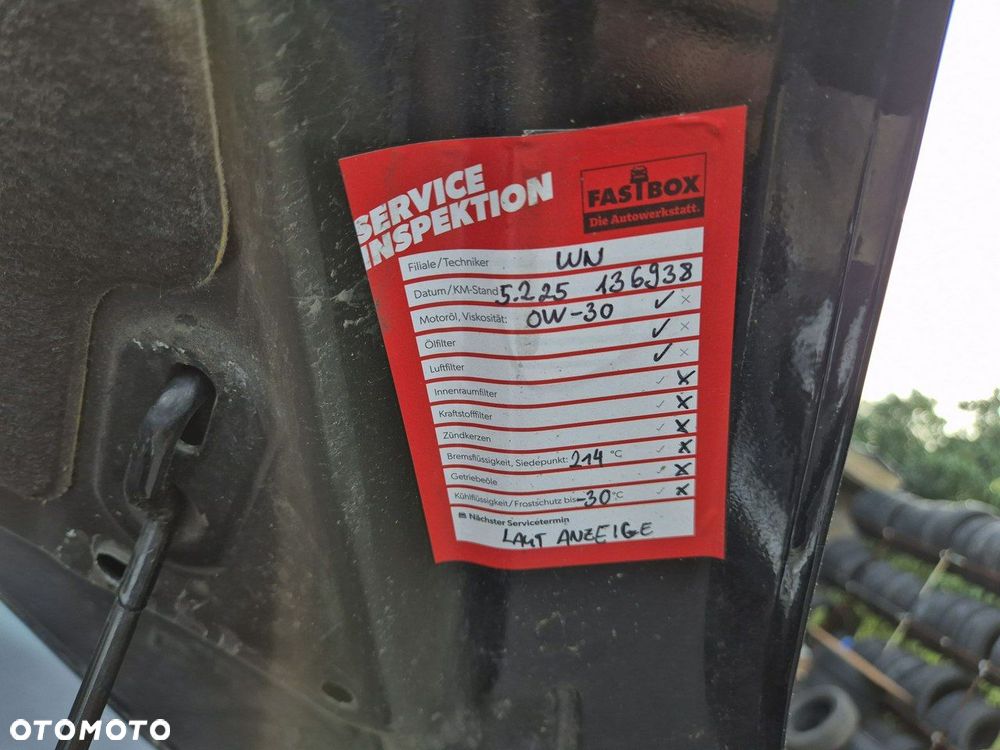 SERVICE
INSPEKTION
FASTBOX
Die Autowerkstatt.
Filiale/Techniker WN
Datum/KM-Stand 5.2.25 136938
Motoröl, Viskosität: 0W-30 ✓ ×
Ölfilter ✓ ×
Luftfilter ✓ ×
Innenraumfilter ✓ ×
Kraftstofffilter ✓ ×
Zündkerzen ✓ ×
Bremsflüssigkeit, Siedepunkt: 214 °C ✓ ×
Getriebeöle ✓ ×
Kühlflüssigkeit/Frostschutz bis -30 °C ✓ ×
Nächster Servicetermin
LAUT ANZEIGE
OTOMOTO